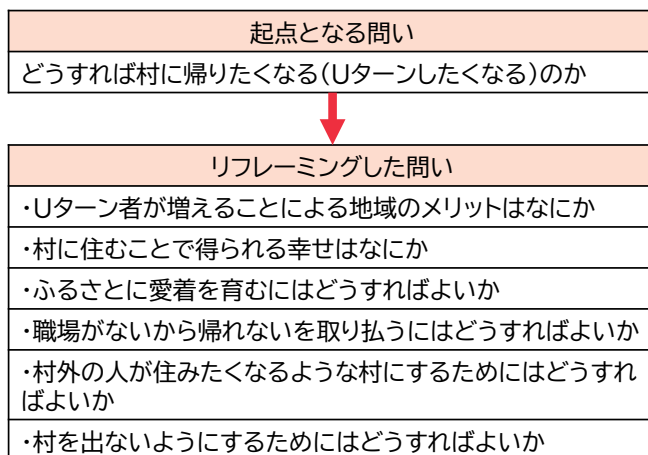 起点となる問い
どうすれば村に帰りたくなる(Uターンしたくなる)のか
リフレーミングした問い
・Uターン者が増えることによる地域のメリットはなにか
・村に住むことで得られる幸せはなにか
・ふるさとに愛着を育むにはどうすればよいか
・職場がないから帰れないを取り払うにはどうすればよいか
・村外の人が住みたくなるような村にするためにはどうすれ
ばよいか
・村を出ないようにするためにはどうすればよいか